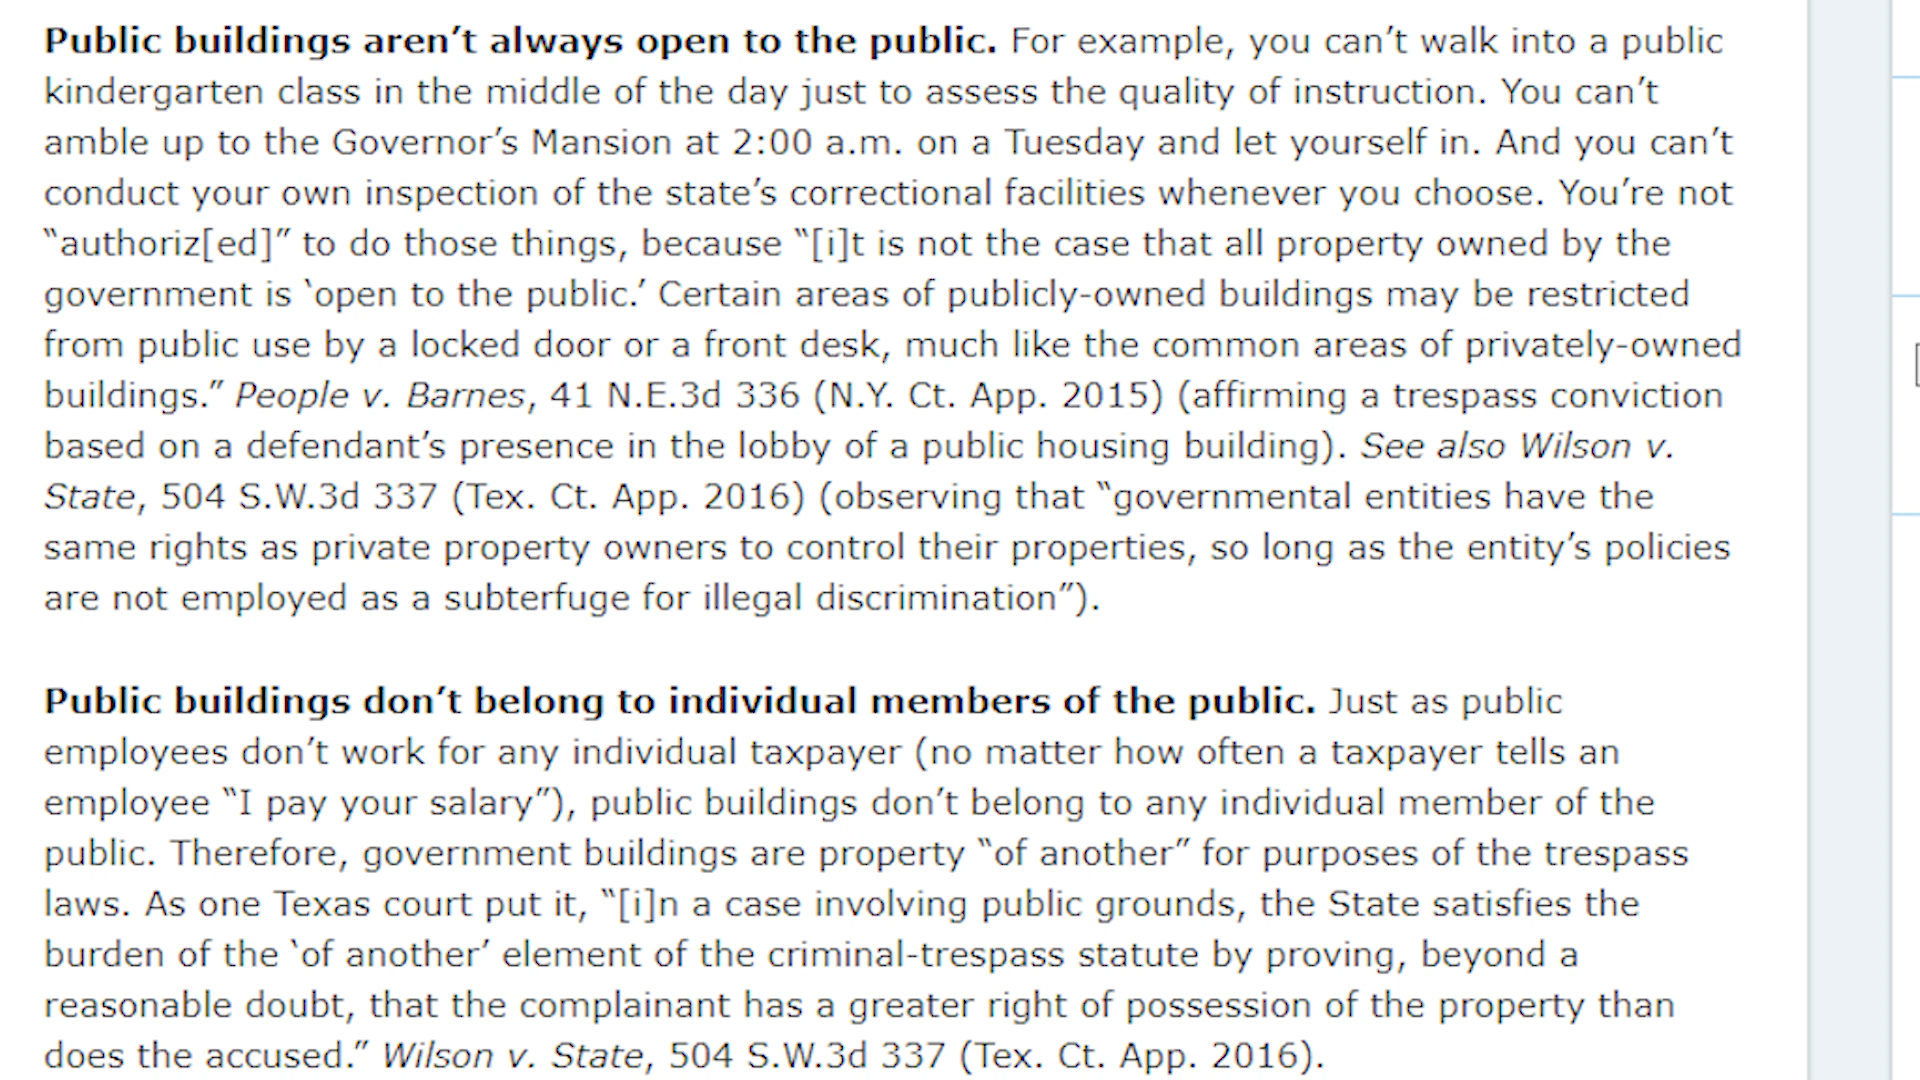 Public buildings aren’t always open to the public. For example, you can’t walk into a public
kindergarten class in the middle of the day just to assess the quality of instruction. You can’t
amble up to the Governor’s Mansion at 2:00 a.m. on a Tuesday and let yourself in. And you can’t
conduct your own inspection of the state’s correctional facilities whenever you choose. You’re not
“authoriz[ed]” to do those things, because “[i]t is not the case that all property owned by the
government is ‘open to the public.’ Certain areas of publicly-owned buildings may be restricted
from public use by a locked door or a front desk, much like the common areas of privately-owned
buildings.” People v. Barnes, 41 N.E.3d 336 (N.Y. Ct. App. 2015) (affirming a trespass conviction
based on a defendant’s presence in the lobby of a public housing building). See also Wilson v.
State, 504 S.W.3d 337 (Tex. Ct. App. 2016) (observing that “governmental entities have the
same rights as private property owners to control their properties, so long as the entity’s policies
are not employed as a subterfuge for illegal discrimination”).
Public buildings don’t belong to individual members of the public. Just as public
employees don’t work for any individual taxpayer (no matter how often a taxpayer tells an
employee “I pay your salary”), public buildings don’t belong to any individual member of the
public. Therefore, government buildings are property “of another” for purposes of the trespass
laws. As one Texas court put it, “[i]n a case involving public grounds, the State satisfies the
burden of the ‘of another’ element of the criminal-trespass statute by proving, beyond a
reasonable doubt, that the complainant has a greater right of possession of the property than
does the accused.” Wilson v. State, 504 S.W.3d 337 (Tex. Ct. App. 2016).